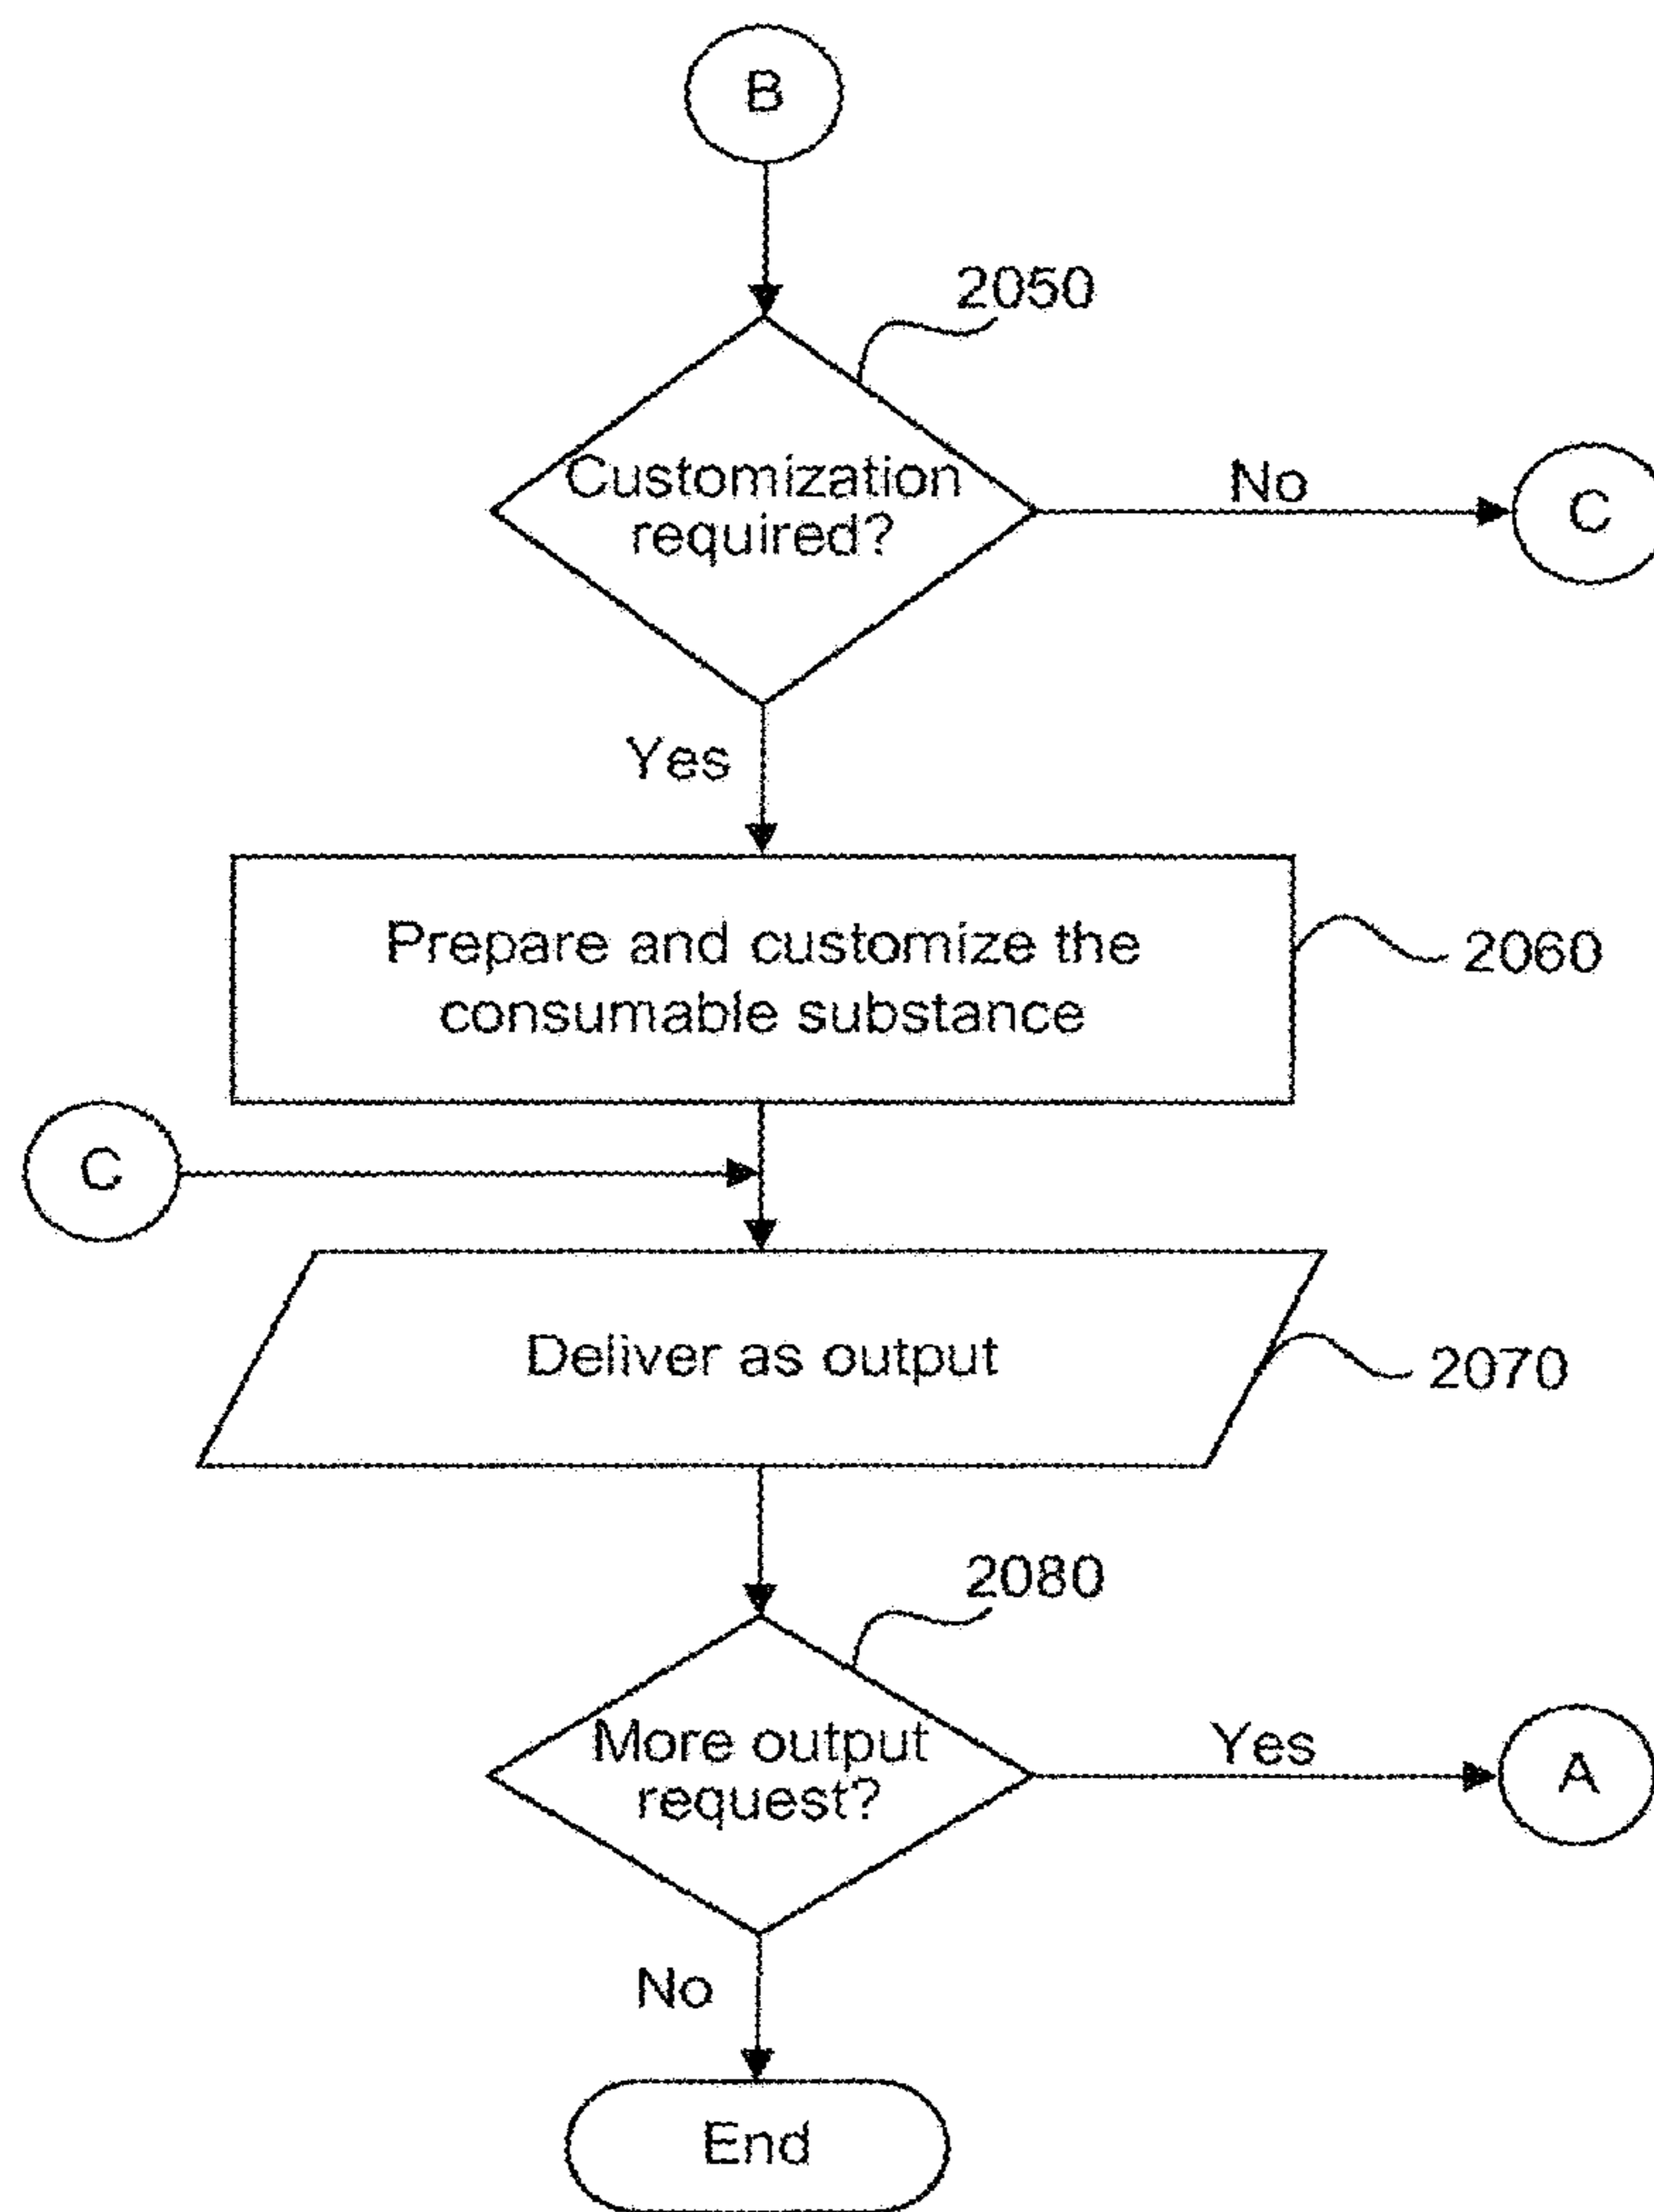 B
2050
Customization
required?
No
C
Yes
Prepare and customize the
consumable substance
2060
C
Deliver as output
2070
2080
More output
request?
Yes
A
No
End